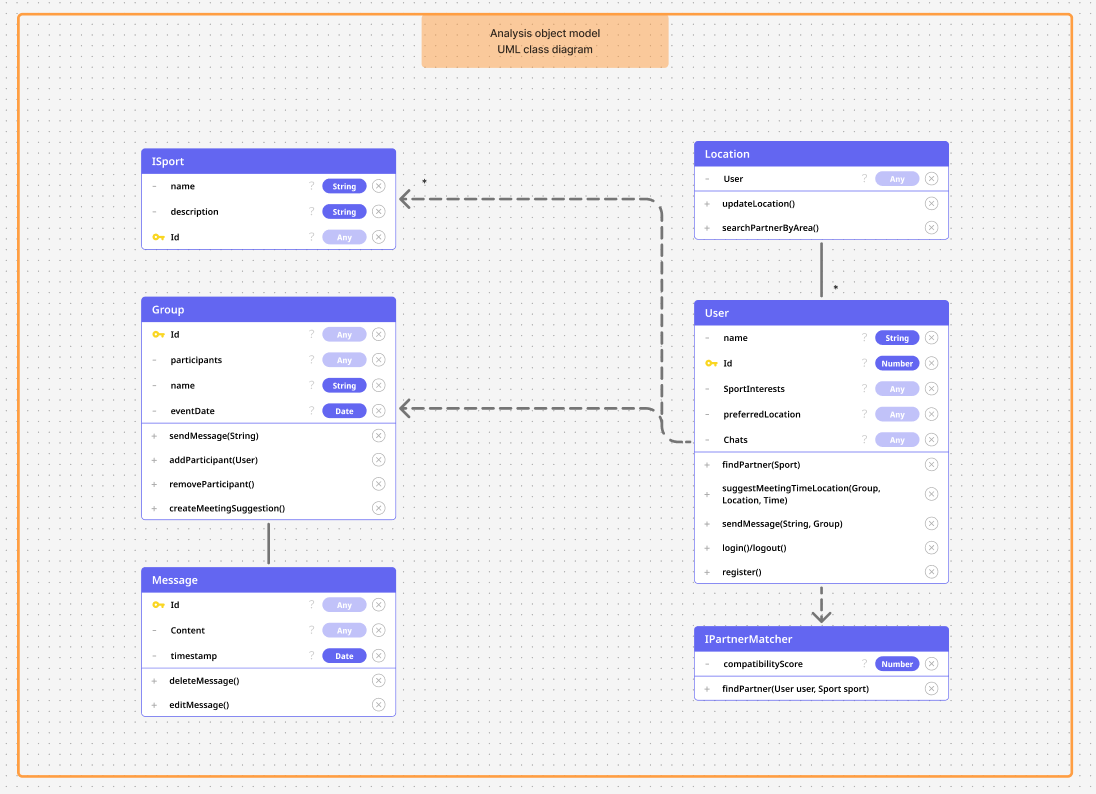 Analysis object model
UML class diagram
ISport
- name ? String
- description ? String
Id ? Any
*
Location
- User ? Any
+ updateLocation()
+ searchPartnerByArea()
*
Group
Id ? Any
- participants ? Any
- name ? String
- eventDate ? Date
+ sendMessage(String)
+ addParticipant(User)
+ removeParticipant()
+ createMeetingSuggestion()
User
- name ? String
Id ? Number
- SportInterests ? Any
- preferredLocation ? Any
- Chats ? Any
+ findPartner(Sport)
+ suggestMeetingTimeLocation(Group,
Location, Time)
+ sendMessage(String, Group)
+ login()/logout()
+ register()
Message
Id ? Any
- Content ? Any
- timestamp ? Date
+ deleteMessage()
+ editMessage()
IPartnerMatcher
- compatibilityScore ? Number
+ findPartner(User user, Sport sport)